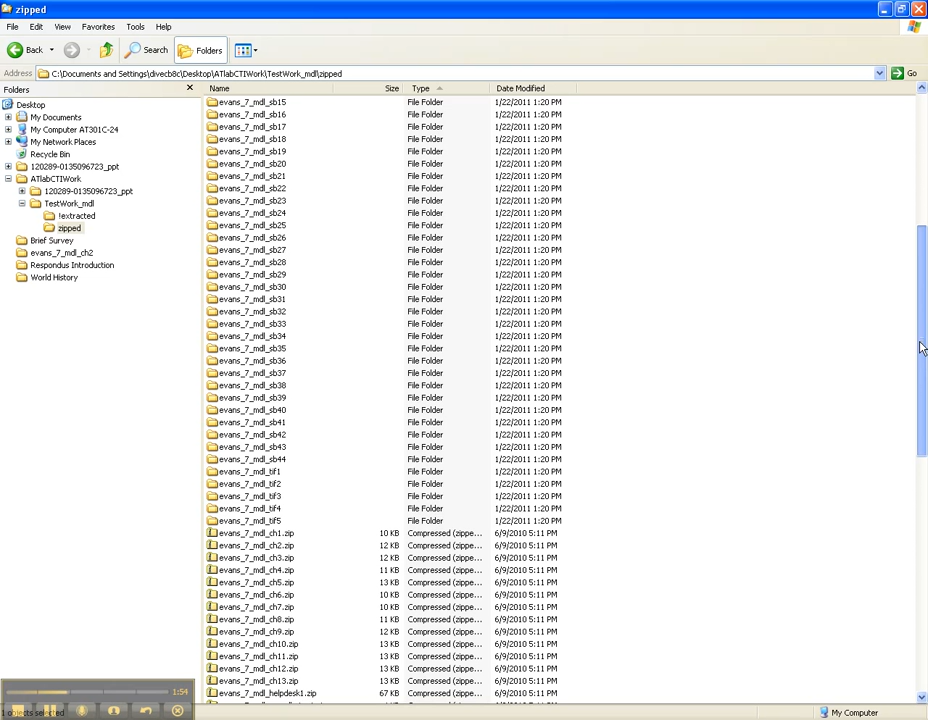 zipped
File Edit View Favorites Tools Help
Back Search Folders
Address C:\Documents and Settings\divecb8c\Desktop\ATlabCTIWork\TestWork_mdl\zipped Go
Folders
Desktop
My Documents
My Computer AT301C-24
My Network Places
Recycle Bin
120289-0135096723_ppt
ATlabCTIWork
120289-0135096723_ppt
TestWork_mdl
!extracted
zipped
Brief Survey
evans_7_mdl_ch2
Respondus Introduction
World History
Name Size Type Date Modified
evans_7_mdl_sb15 File Folder 1/22/2011 1:20 PM
evans_7_mdl_sb16 File Folder 1/22/2011 1:20 PM
evans_7_mdl_sb17 File Folder 1/22/2011 1:20 PM
evans_7_mdl_sb18 File Folder 1/22/2011 1:20 PM
evans_7_mdl_sb19 File Folder 1/22/2011 1:20 PM
evans_7_mdl_sb20 File Folder 1/22/2011 1:20 PM
evans_7_mdl_sb21 File Folder 1/22/2011 1:20 PM
evans_7_mdl_sb22 File Folder 1/22/2011 1:20 PM
evans_7_mdl_sb23 File Folder 1/22/2011 1:20 PM
evans_7_mdl_sb24 File Folder 1/22/2011 1:20 PM
evans_7_mdl_sb25 File Folder 1/22/2011 1:20 PM
evans_7_mdl_sb26 File Folder 1/22/2011 1:20 PM
evans_7_mdl_sb27 File Folder 1/22/2011 1:20 PM
evans_7_mdl_sb28 File Folder 1/22/2011 1:20 PM
evans_7_mdl_sb29 File Folder 1/22/2011 1:20 PM
evans_7_mdl_sb30 File Folder 1/22/2011 1:20 PM
evans_7_mdl_sb31 File Folder 1/22/2011 1:20 PM
evans_7_mdl_sb32 File Folder 1/22/2011 1:20 PM
evans_7_mdl_sb33 File Folder 1/22/2011 1:20 PM
evans_7_mdl_sb34 File Folder 1/22/2011 1:20 PM
evans_7_mdl_sb35 File Folder 1/22/2011 1:20 PM
evans_7_mdl_sb36 File Folder 1/22/2011 1:20 PM
evans_7_mdl_sb37 File Folder 1/22/2011 1:20 PM
evans_7_mdl_sb38 File Folder 1/22/2011 1:20 PM
evans_7_mdl_sb39 File Folder 1/22/2011 1:20 PM
evans_7_mdl_sb40 File Folder 1/22/2011 1:20 PM
evans_7_mdl_sb41 File Folder 1/22/2011 1:20 PM
evans_7_mdl_sb42 File Folder 1/22/2011 1:20 PM
evans_7_mdl_sb43 File Folder 1/22/2011 1:20 PM
evans_7_mdl_sb44 File Folder 1/22/2011 1:20 PM
evans_7_mdl_tif1 File Folder 1/22/2011 1:20 PM
evans_7_mdl_tif2 File Folder 1/22/2011 1:20 PM
evans_7_mdl_tif3 File Folder 1/22/2011 1:20 PM
evans_7_mdl_tif4 File Folder 1/22/2011 1:20 PM
evans_7_mdl_tif5 File Folder 1/22/2011 1:20 PM
evans_7_mdl_ch1.zip 10 KB Compressed (zippe... 6/9/2010 5:11 PM
evans_7_mdl_ch2.zip 12 KB Compressed (zippe... 6/9/2010 5:11 PM
evans_7_mdl_ch3.zip 12 KB Compressed (zippe... 6/9/2010 5:11 PM
evans_7_mdl_ch4.zip 11 KB Compressed (zippe... 6/9/2010 5:11 PM
evans_7_mdl_ch5.zip 13 KB Compressed (zippe... 6/9/2010 5:11 PM
evans_7_mdl_ch6.zip 10 KB Compressed (zippe... 6/9/2010 5:11 PM
evans_7_mdl_ch7.zip 10 KB Compressed (zippe... 6/9/2010 5:11 PM
evans_7_mdl_ch8.zip 11 KB Compressed (zippe... 6/9/2010 5:11 PM
evans_7_mdl_ch9.zip 12 KB Compressed (zippe... 6/9/2010 5:11 PM
evans_7_mdl_ch10.zip 13 KB Compressed (zippe... 6/9/2010 5:11 PM
evans_7_mdl_ch11.zip 13 KB Compressed (zippe... 6/9/2010 5:11 PM
evans_7_mdl_ch12.zip 13 KB Compressed (zippe... 6/9/2010 5:11 PM
evans_7_mdl_ch13.zip 13 KB Compressed (zippe... 6/9/2010 5:11 PM
evans_7_mdl_helpdesk1.zip 67 KB Compressed (zippe... 6/9/2010 5:11 PM
1:54
1 objects selected My Computer